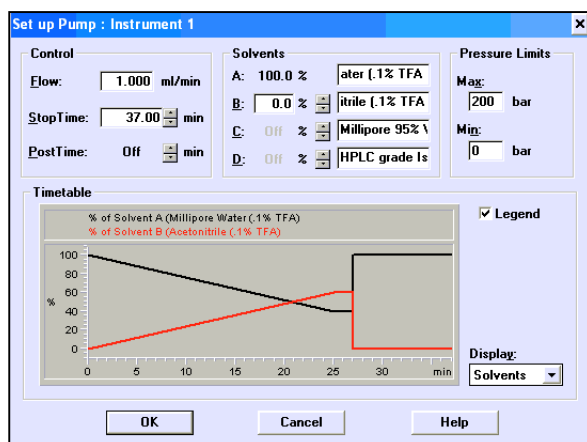 Set up Pump : Instrument 1
Control
Flow: 1.000 ml/min
StopTime: 37.00 min
PostTime: Off min
Solvents
A: 100.0 % ater (.1% TFA
B: 0.0 % itrile (.1% TFA
C: Off % Millipore 95% V
D: Off % HPLC grade Is
Pressure Limits
Max:
200 bar
Min:
0 bar
Timetable
% of Solvent A (Millipore Water (.1% TFA)
% of Solvent B (Acetonitrile (.1% TFA)
Legend
100
80
60
%
40
20
0
0 5 10 15 20 25 30 min
Display:
Solvents
OK Cancel Help